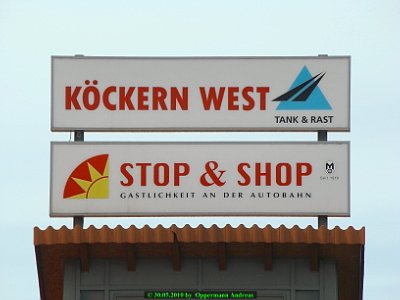 KÖCKERN WEST
TANK & RAST
STOP & SHOP
GASTLICHKEIT AN DER AUTOBAHN
© 30.05.2010 by Oppermann Andreas